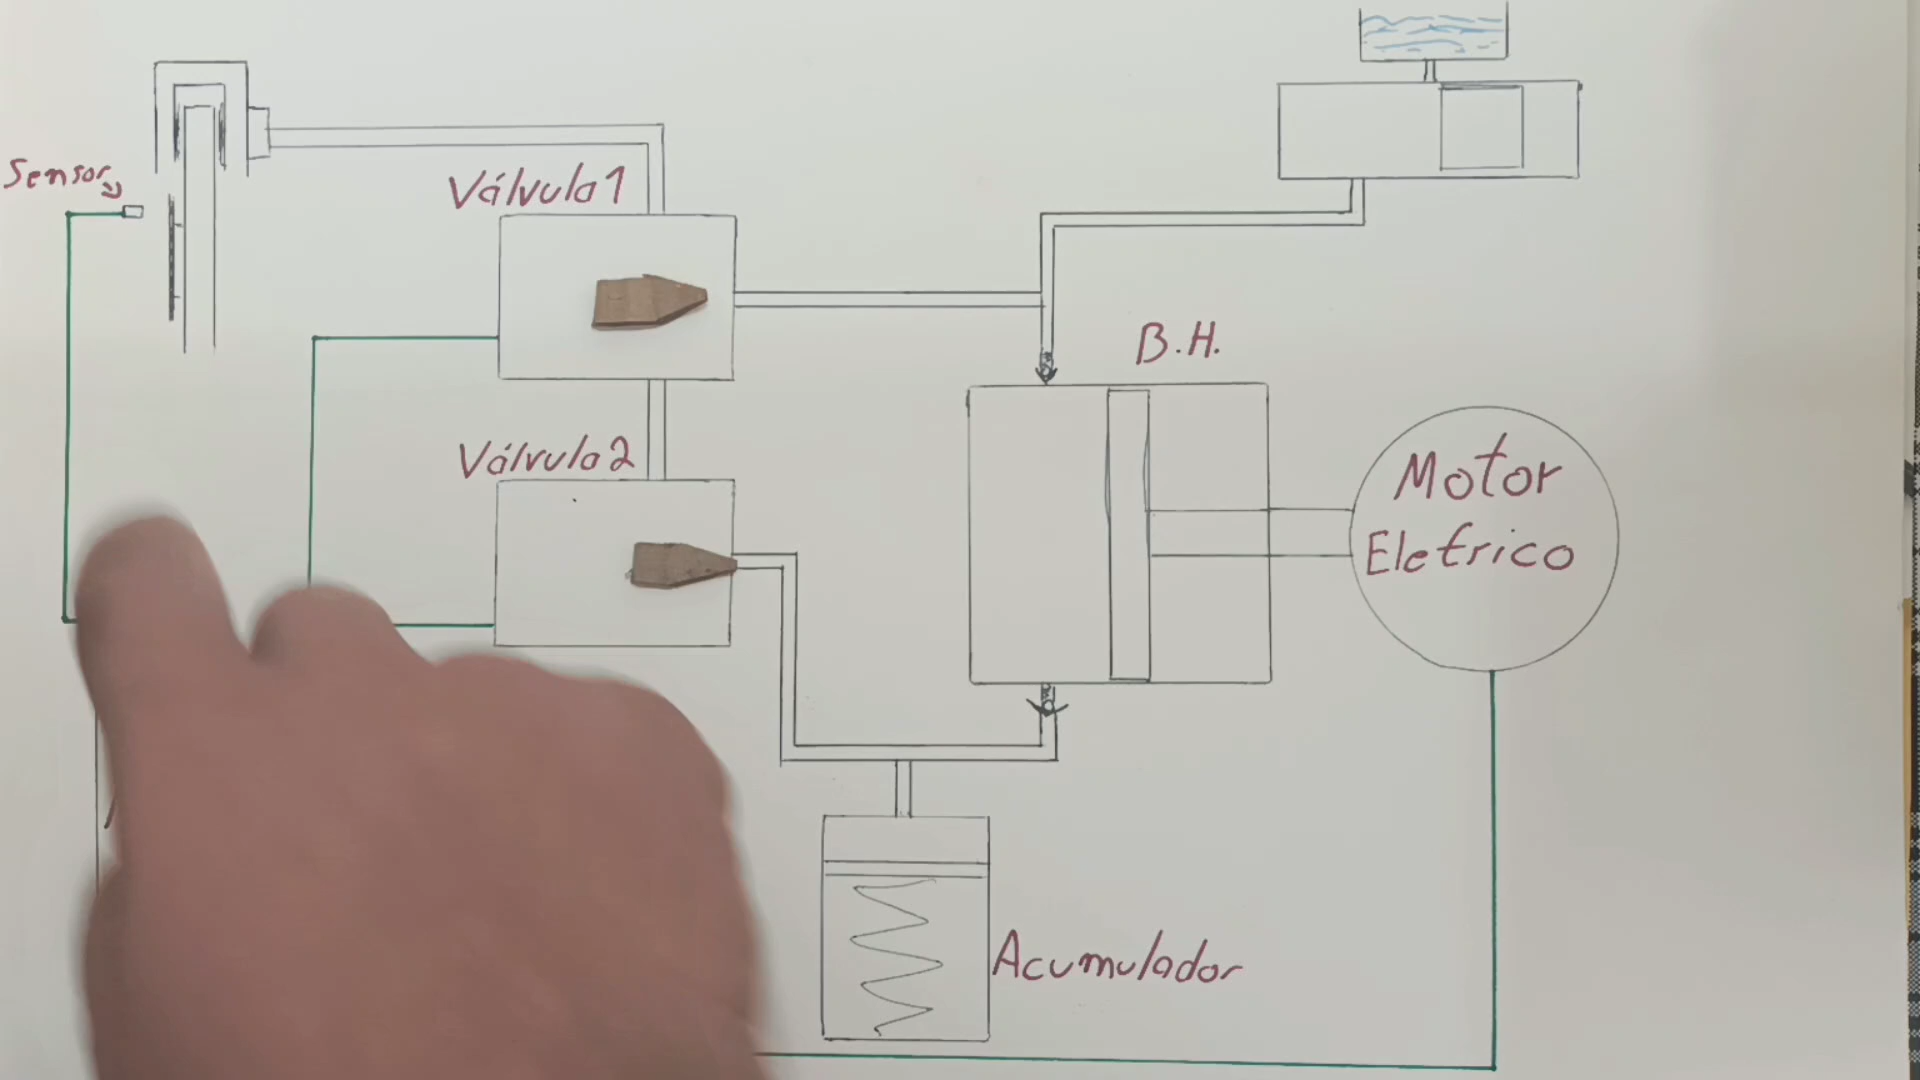 Sensor
Válvula 1
B.H.
Válvula 2
Motor
Eletrico
Acumulador